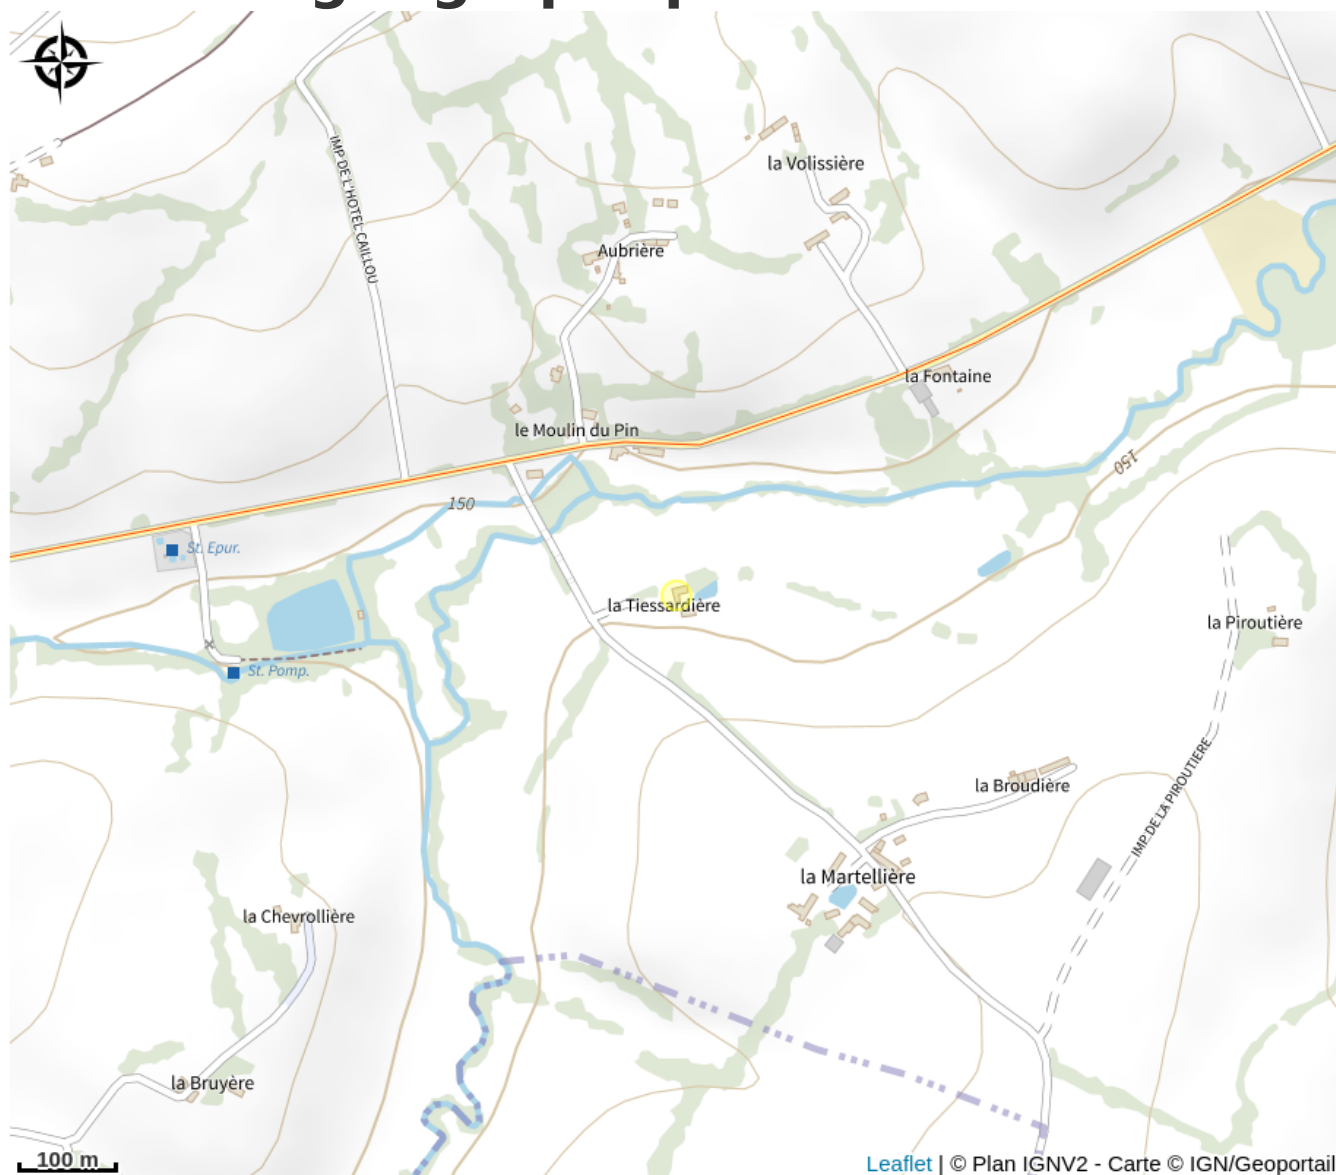 IMP DE L'HOTEL CAILLOU
la Volissière
Aubrière
la Fontaine
le Moulin du Pin
150
150
St. Epur.
la Tiessardière
la Piroutière
St. Pomp.
IMP DE LA PIROUTIERE
la Broudière
la Martellière
la Chevrollière
la Bruyère
100 m
Leaflet | © Plan IGNV2 - Carte © IGN/Geoportail